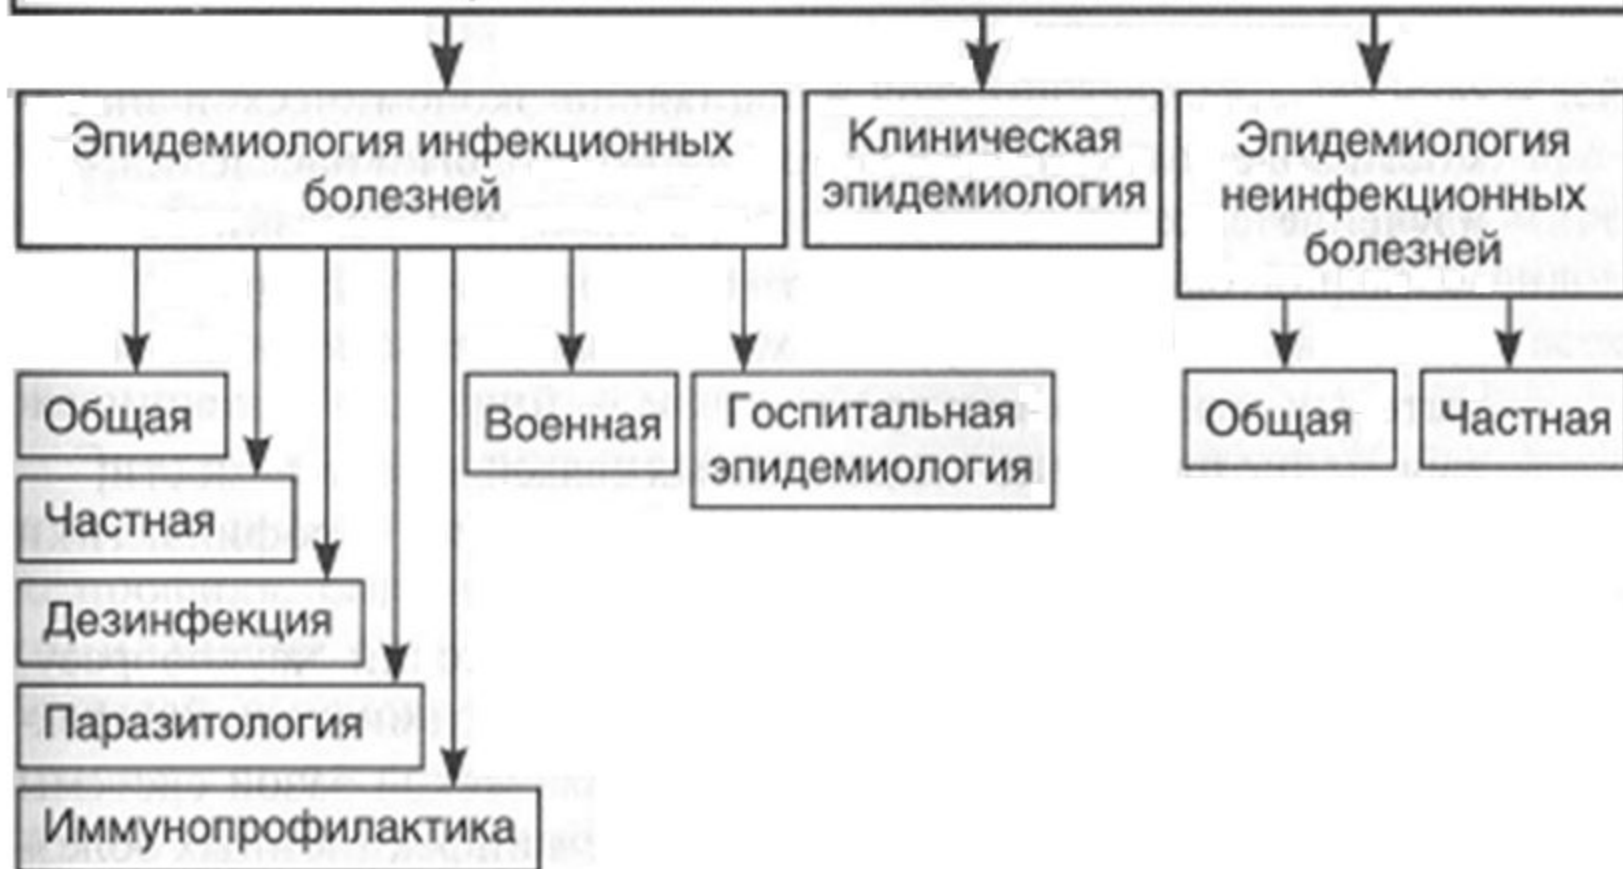 Эпидемиология инфекционных
болезней
Клиническая
эпидемиология
Эпидемиология
неинфекционных
болезней
Общая
Частная
Дезинфекция
Паразитология
Иммунопрофилактика
Военная
Госпитальная
эпидемиология
Общая
Частная